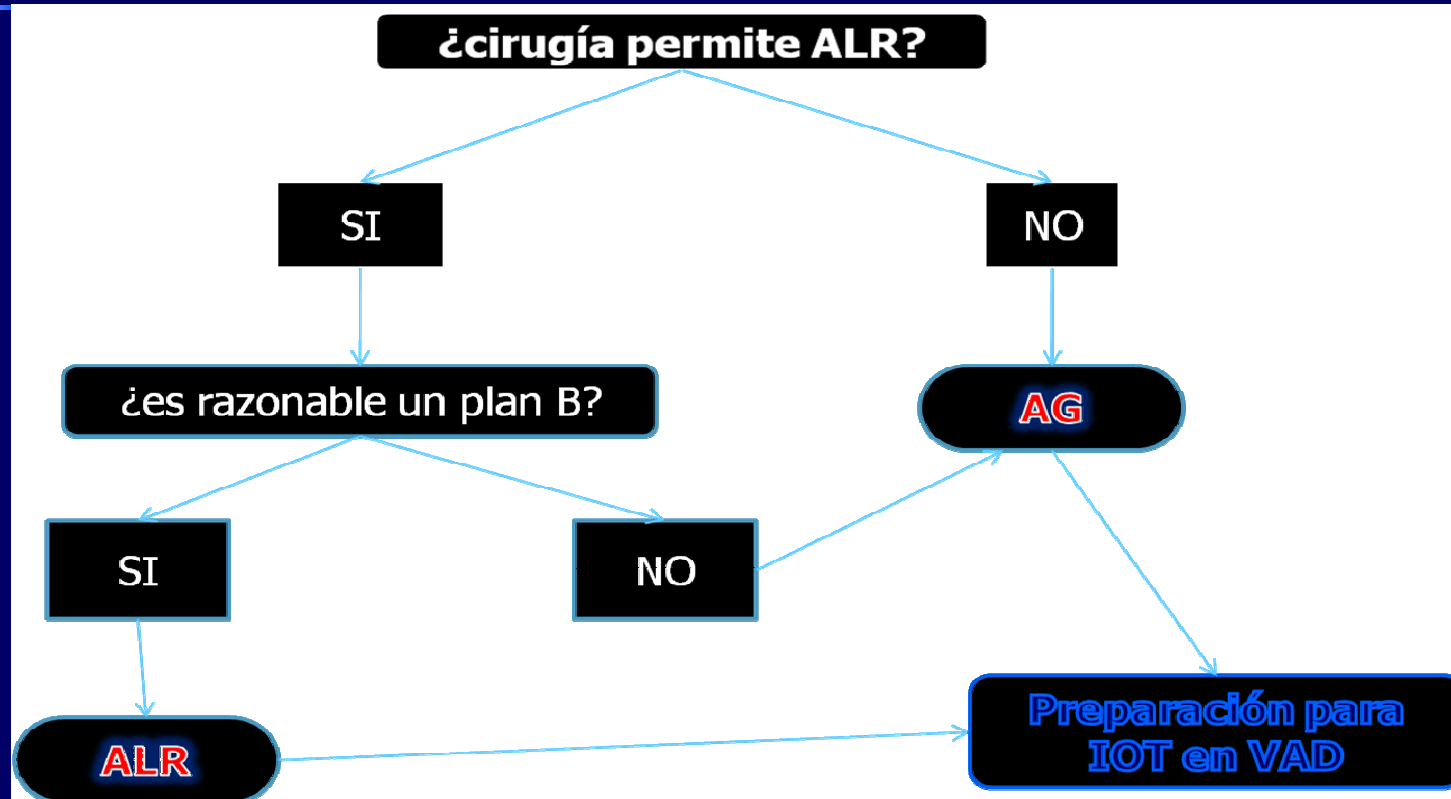 ¿cirugía permite ALR?
SI
NO
¿es razonable un plan B?
AG
SI
NO
ALR
Preparación para
IOT en VAD